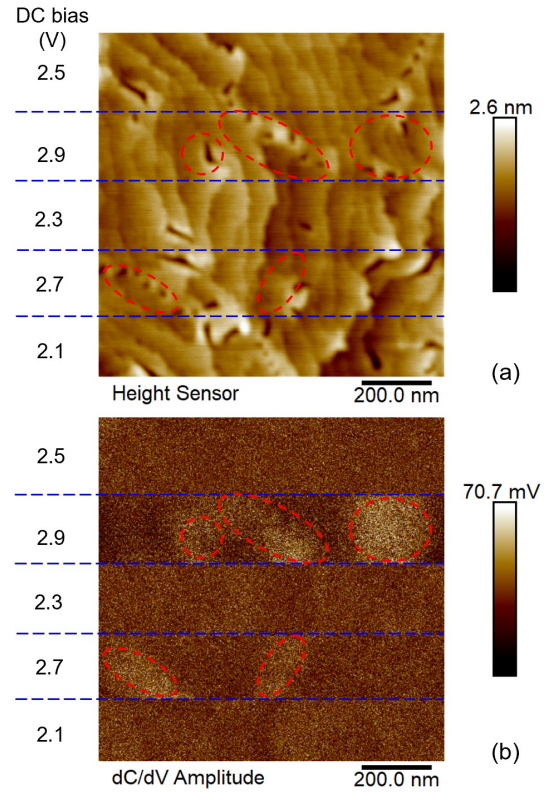 DC bias
(V)
2.5
2.9
2.3
2.7
2.1
2.6 nm
Height Sensor
200.0 nm
(a)
2.5
2.9
2.3
2.7
2.1
70.7 mV
dC/dV Amplitude
200.0 nm
(b)